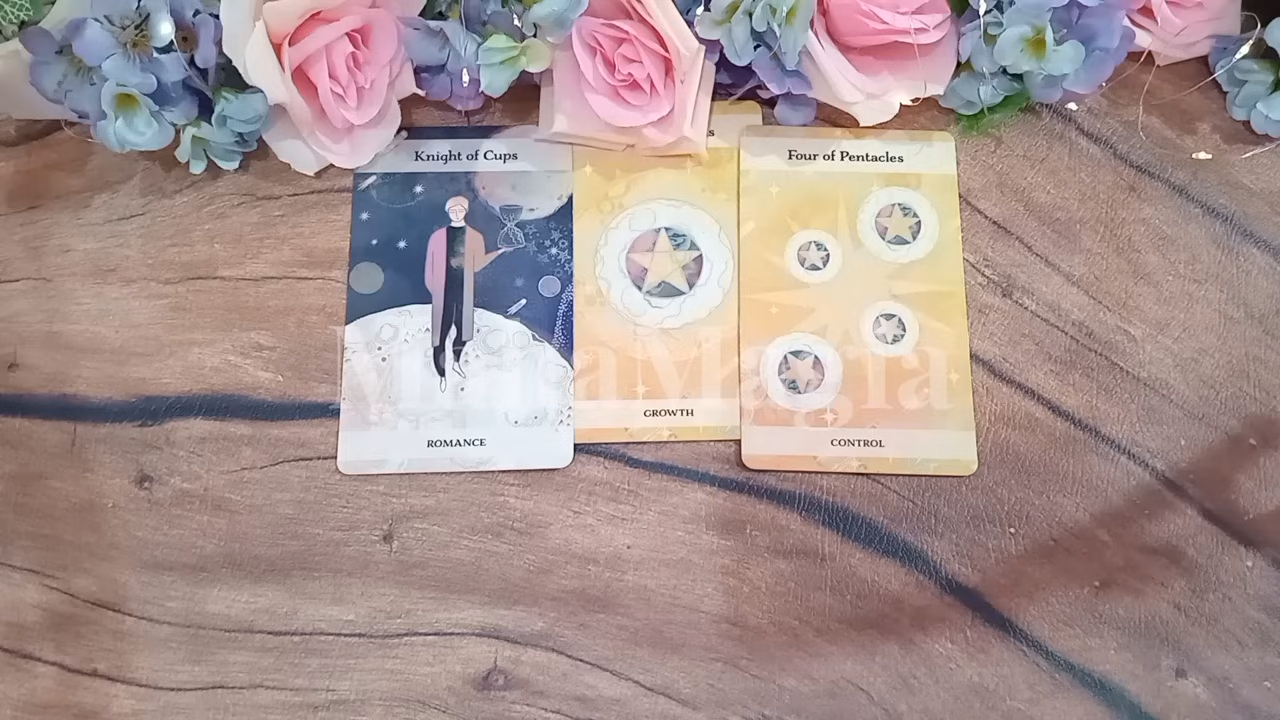 Knight of Cups
Four of Pentacles
GROWTH
ROMANCE
CONTROL